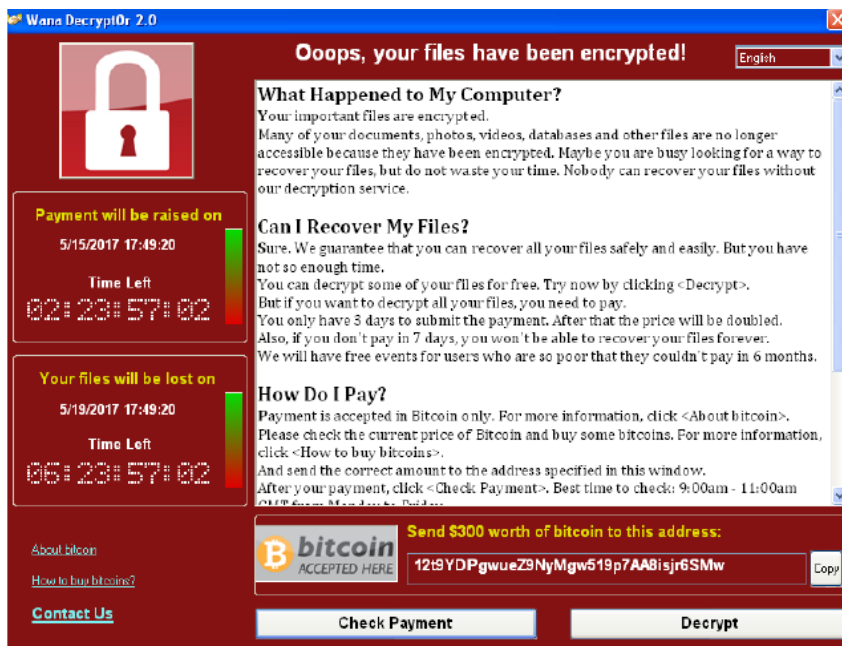 Wana Decrypt0r 2.0
Ooops, your files have been encrypted!
English
What Happened to My Computer?
Your important files are encrypted.
Many of your documents, photos, videos, databases and other files are no longer
accessible because they have been encrypted. Maybe you are busy looking for a way to
recover your files, but do not waste your time. Nobody can recover your files without
our decryption service.
Can I Recover My Files?
Sure. We guarantee that you can recover all your files safely and easily. But you have
not so enough time.
You can decrypt some of your files for free. Try now by clicking <Decrypt>.
But if you want to decrypt all your files, you need to pay.
You only have 3 days to submit the payment. After that the price will be doubled.
Also, if you don't pay in 7 days, you won't be able to recover your files forever.
We will have free events for users who are so poor that they couldn't pay in 6 months.
How Do I Pay?
Payment is accepted in Bitcoin only. For more information, click <About bitcoin>.
Please check the current price of Bitcoin and buy some bitcoins. For more information,
click <How to buy bitcoins>.
And send the correct amount to the address specified in this window.
After your payment, click <Check Payment>. Best time to check: 9:00am - 11:00am
GMT from Monday to Friday.
Payment will be raised on
5/15/2017 17:49:20
Time Left
02:23:57:02
Your files will be lost on
5/19/2017 17:49:20
Time Left
06:23:57:02
About bitcoin
How to buy bitcoins?
Contact Us
bitcoin
ACCEPTED HERE
Send $300 worth of bitcoin to this address:
12t9YDPgwueZ9NyMgw519p7AA8isjr6SMw
Copy
Check Payment
Decrypt